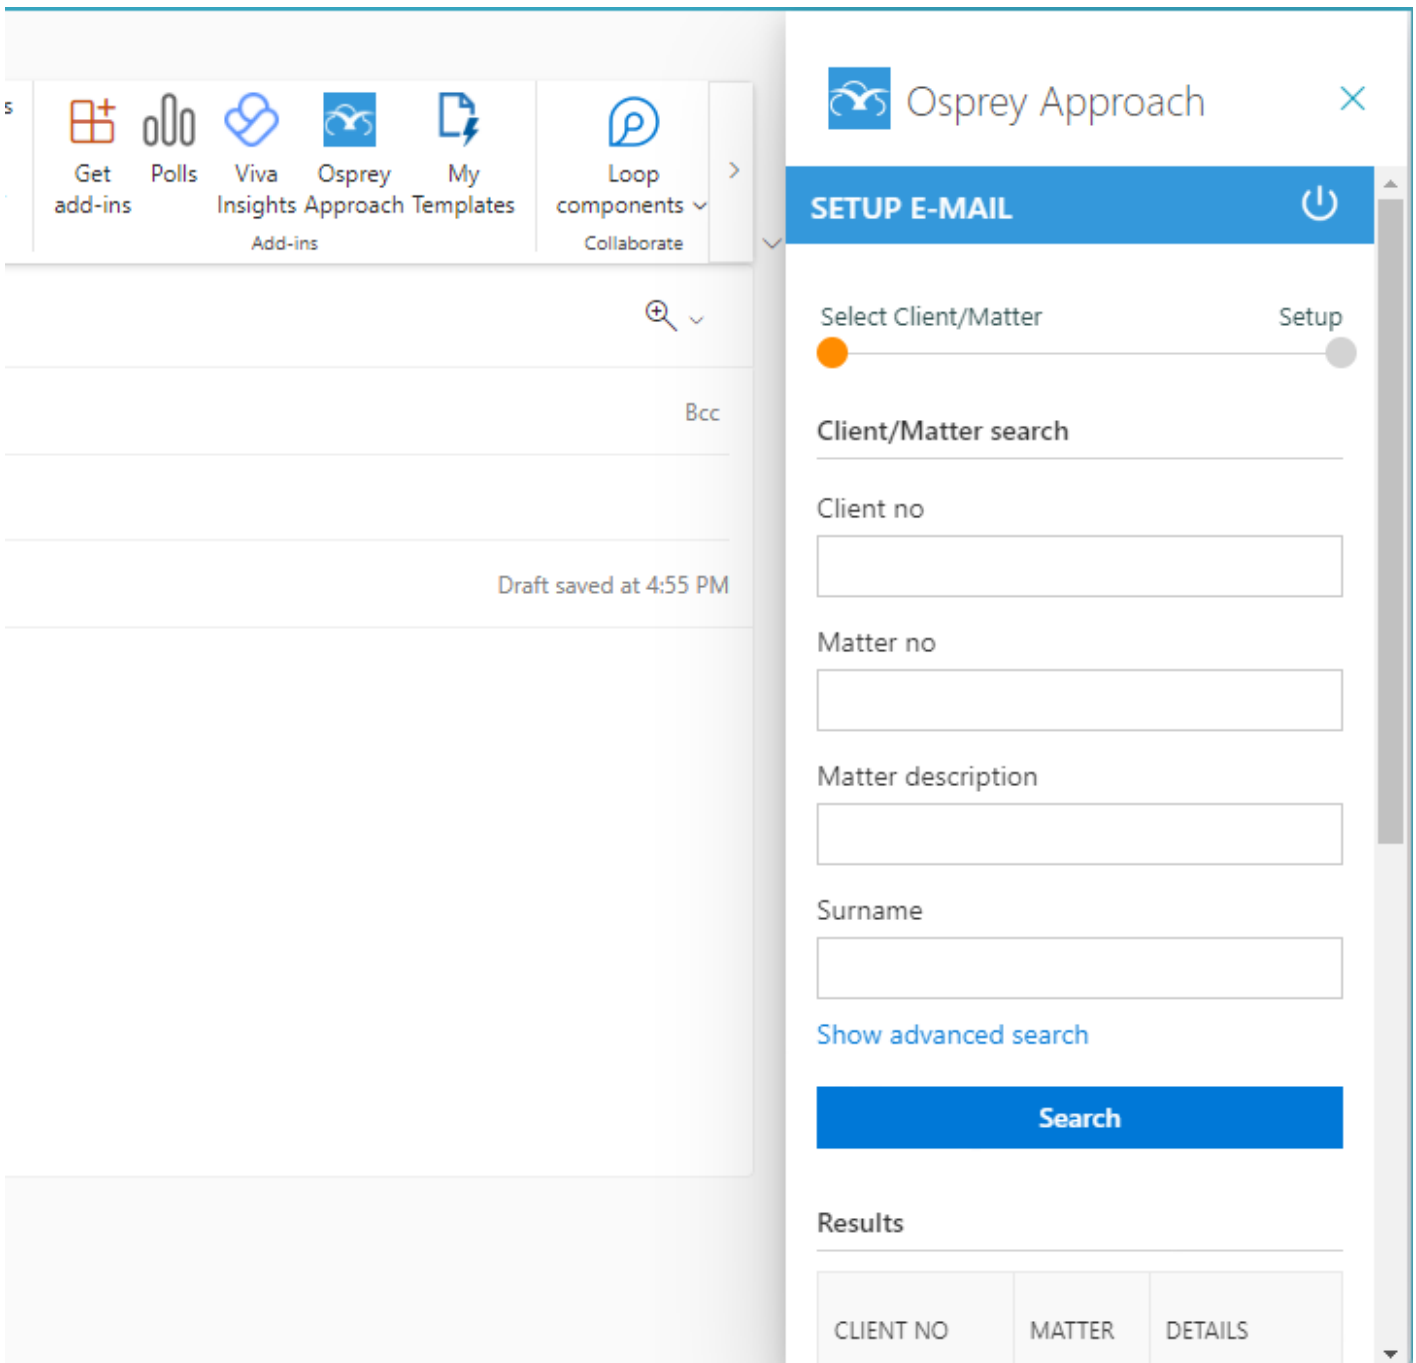 s
Get add-ins
Polls
Viva Insights
Osprey Approach
My Templates
Loop components
Add-ins
Collaborate
Bcc
Draft saved at 4:55 PM
Osprey Approach
SETUP E-MAIL
Select Client/Matter
Setup
Client/Matter search
Client no
Matter no
Matter description
Surname
Show advanced search
Search
Results
CLIENT NO MATTER DETAILS